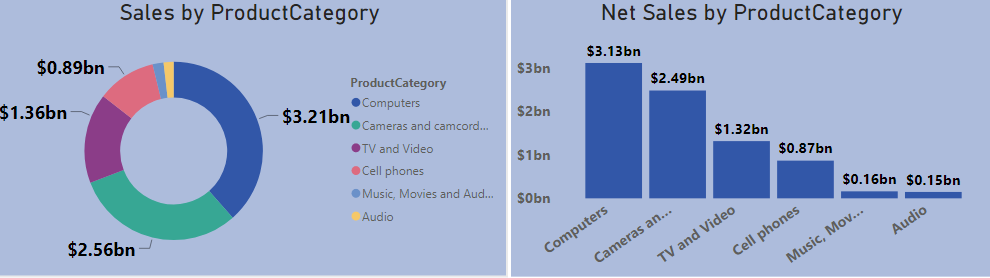 Sales by ProductCategory
$0.89bn
$1.36bn
$3.21bn
$2.56bn
ProductCategory
Computers
Cameras and camcord...
TV and Video
Cell phones
Music, Movies and Aud...
Audio
Net Sales by ProductCategory
$3bn
$2bn
$1bn
$0bn
$3.13bn
$2.49bn
$1.32bn
$0.87bn
$0.16bn
$0.15bn
Computers
Cameras an...
TV and Video
Cell phones
Music, Mov...
Audio